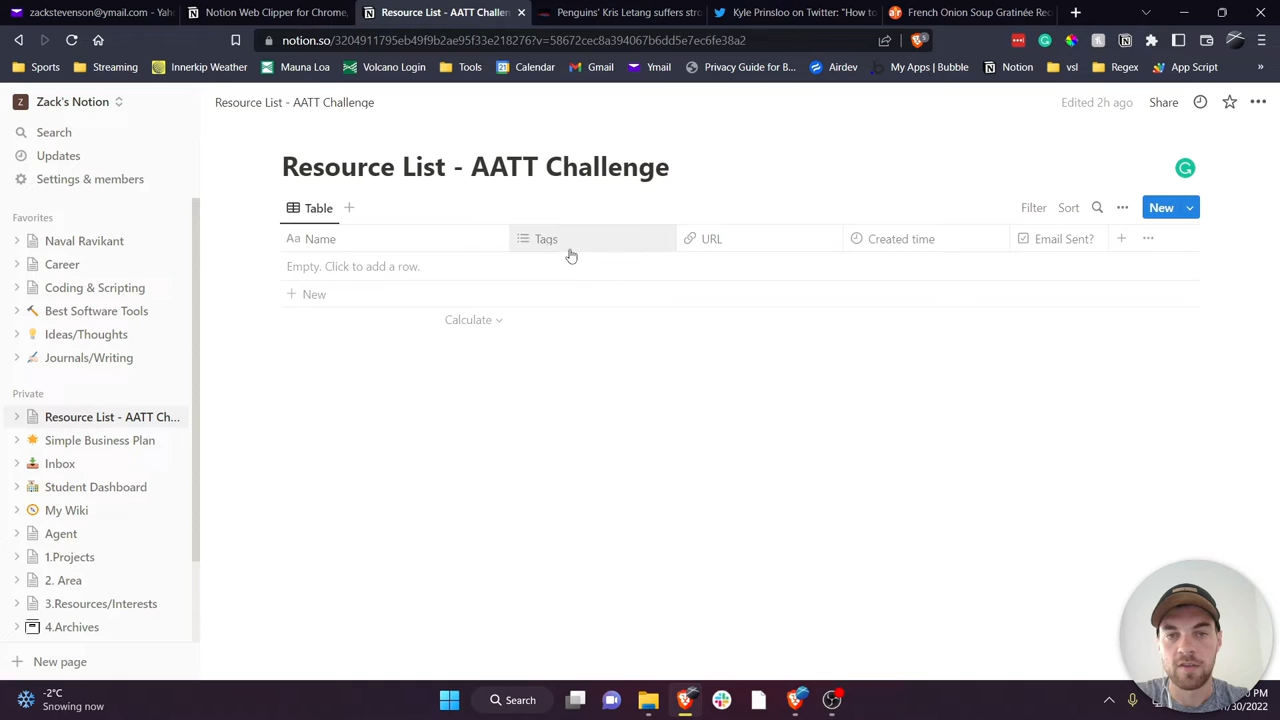 zackstevenson@ymail.com - Yah
Notion Web Clipper for Chrome,
Resource List - AATT Challen
Penguins' Kris Letang suffers stro
Kyle Prinsloo on Twitter: "How to
French Onion Soup Gratinée Rec
notion.so/3204911795eb49f9b2ae95f33e218276?v=58672cec8a394067b6dd5e7ec6fe38a2
Sports
Streaming
Innerkip Weather
Mauna Loa
Volcano Login
Tools
Calendar
Gmail
Ymail
Privacy Guide for B...
Airdev
My Apps | Bubble
Notion
vsl
Regex
App Script
»
Z
Zack's Notion
Resource List - AATT Challenge
Edited 2h ago
Share
Search
Updates
Settings & members
Resource List - AATT Challenge
Table
Filter
Sort
New
Aa Name
Tags
URL
Created time
Email Sent?
Empty. Click to add a row.
New
Calculate
Favorites
Naval Ravikant
Career
Coding & Scripting
Best Software Tools
Ideas/Thoughts
Journals/Writing
Private
Resource List - AATT Ch...
Simple Business Plan
Inbox
Student Dashboard
My Wiki
Agent
1.Projects
2. Area
3.Resources/Interests
4.Archives
New page
-2°C
Snowing now
Search
PM
/30/2022